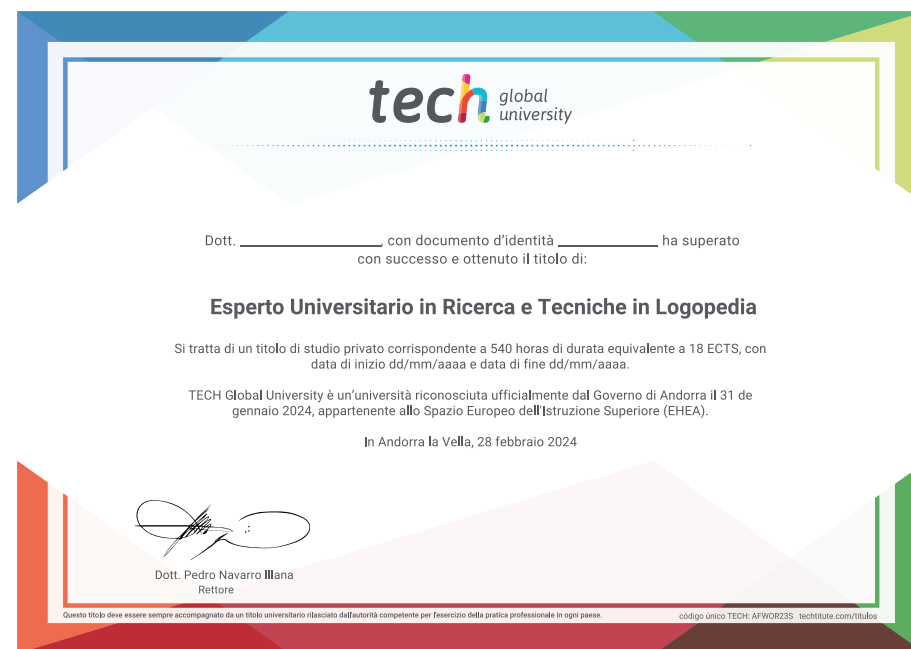 tech global
university
Dott. ________________, con documento d'identità ____________ ha superato
con successo e ottenuto il titolo di:
Esperto Universitario in Ricerca e Tecniche in Logopedia
Si tratta di un titolo di studio privato corrispondente a 540 horas di durata equivalente a 18 ECTS, con
data di inizio dd/mm/aaaa e data di fine dd/mm/aaaa.
TECH Global University è un'università riconosciuta ufficialmente dal Governo di Andorra il 31 de
gennaio 2024, appartenente allo Spazio Europeo dell'Istruzione Superiore (EHEA).
In Andorra la Vella, 28 febbraio 2024
Dott. Pedro Navarro Illana
Rettore
Questo titolo deve essere sempre accompagnato da un titolo universitario rilasciato dall'autorità competente per l'esercizio della pratica professionale in ogni paese.
código único TECH: AFWOR23S techtitute.com/titulos